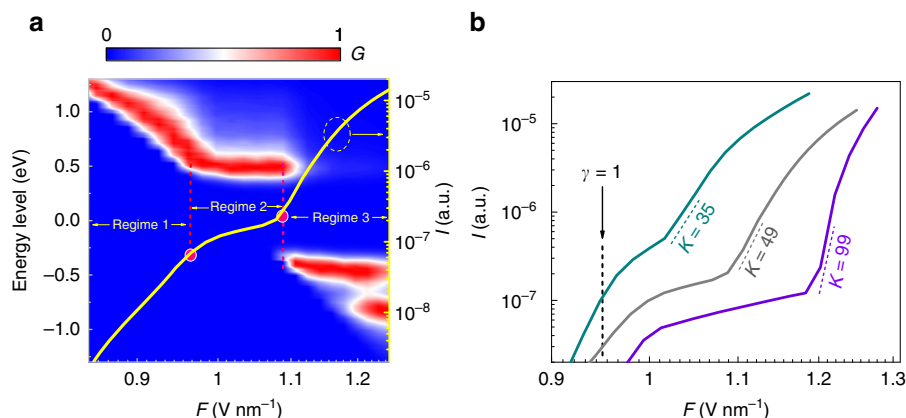 a
0
1
G
Energy level (eV)
1.0
0.5
0.0
−0.5
−1.0
Regime 1
Regime 2
Regime 3
10⁻⁵
10⁻⁶
10⁻⁷
10⁻⁸
I (a.u.)
0.9
1
1.1
1.2
F (V nm⁻¹)
b
I (a.u.)
10⁻⁵
10⁻⁶
10⁻⁷
γ = 1
K = 35
K = 49
K = 99
0.9
1
1.1
1.2
1.3
F (V nm⁻¹)